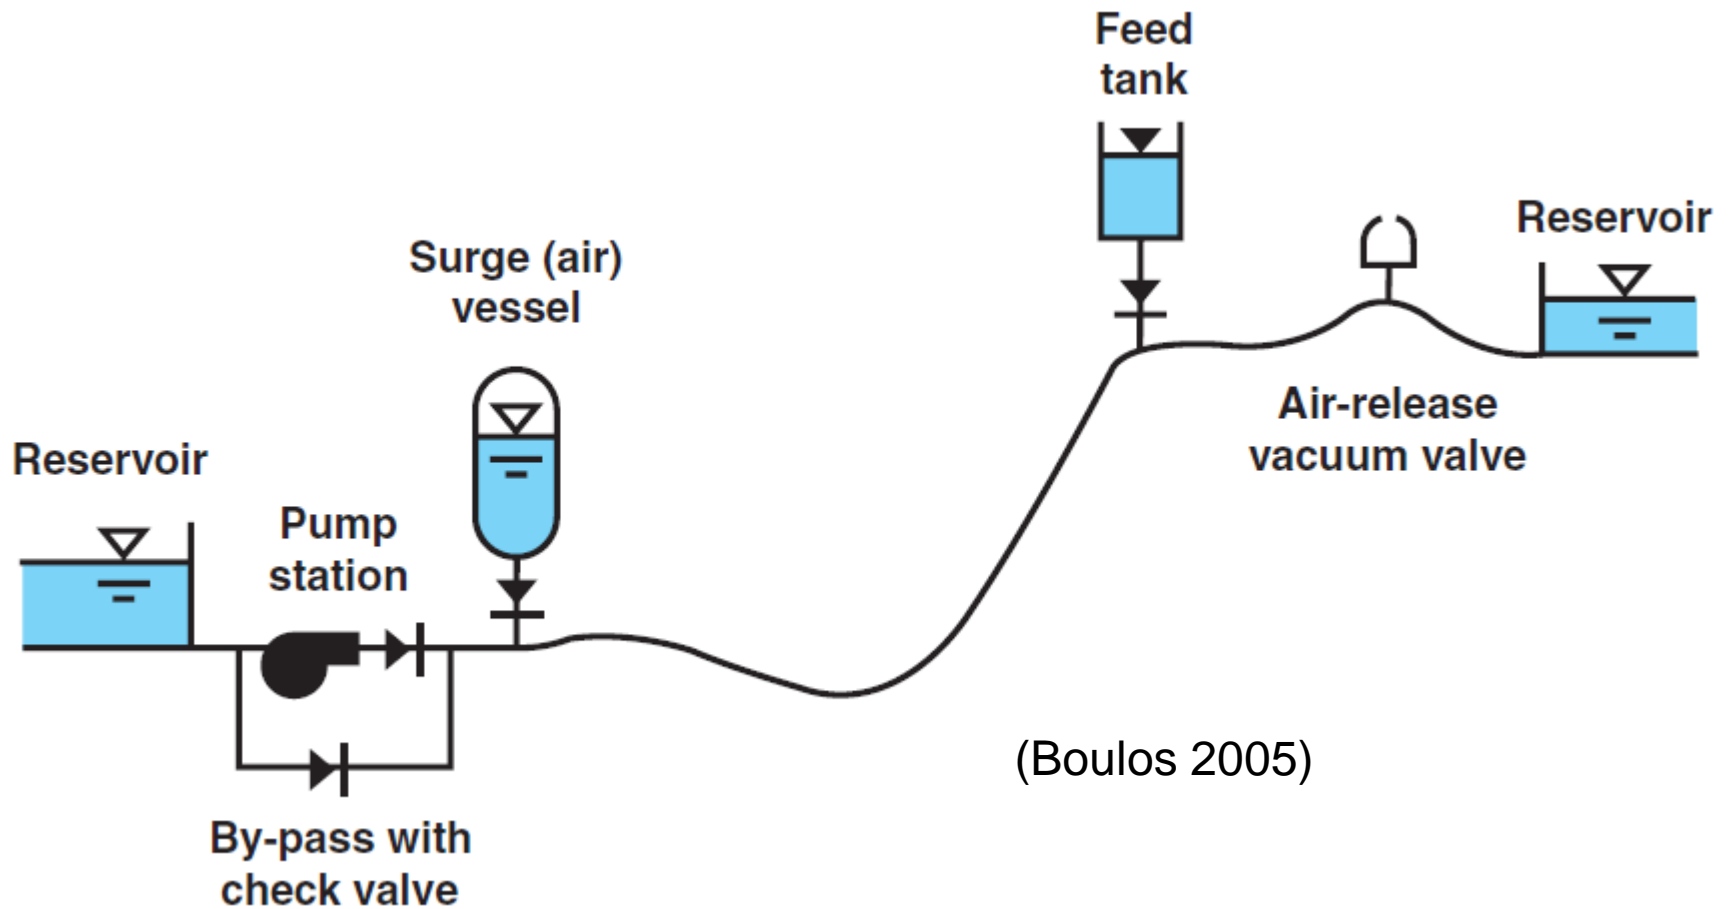 Feed
tank
Reservoir
Surge (air)
vessel
Air-release
vacuum valve
Reservoir
Pump
station
(Boulos 2005)
By-pass with
check valve